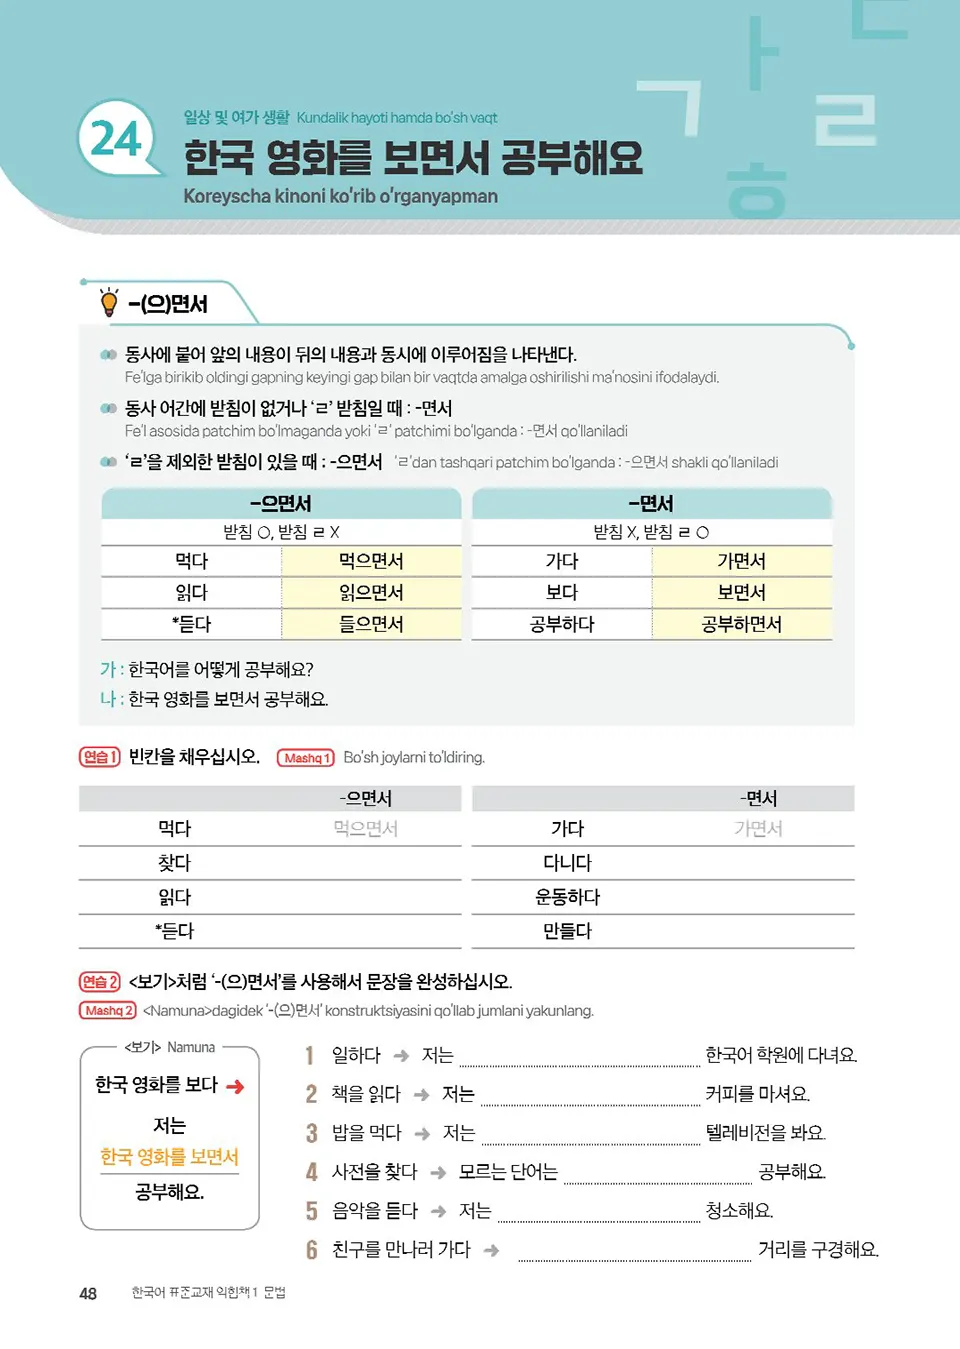 24
일상 및 여가 생활 Kundalik hayoti hamda bo'sh vaqt
한국 영화를 보면서 공부해요
Koreyscha kinoni ko'rib o'rganyapman
ㄱ ㅏ ㄷ ㄹ ㅎ
-(으)면서
동사에 붙어 앞의 내용이 뒤의 내용과 동시에 이루어짐을 나타낸다.
Fe'lga birikib oldingi gapning keyingi gap bilan bir vaqtda amalga oshirilishi ma'nosini ifodalaydi.
동사 어간에 받침이 없거나 'ㄹ' 받침일 때 : -면서
Fe'l asosida patchim bo'lmaganda yoki 'ㄹ' patchimi bo'lganda : -면서 qo'llaniladi
'ㄹ'을 제외한 받침이 있을 때 : -으면서 'ㄹ'dan tashqari patchim bo'lganda : -으면서 shakli qo'llaniladi
-으면서 -면서
받침 O, 받침 ㄹ X 받침 X, 받침 ㄹ O
먹다 먹으면서 가다 가면서
읽다 읽으면서 보다 보면서
*듣다 들으면서 공부하다 공부하면서
가 : 한국어를 어떻게 공부해요?
나 : 한국 영화를 보면서 공부해요.
연습 1 빈칸을 채우십시오. Mashq 1 Bo'sh joylarni to'ldiring.
-으면서 -면서
먹다 먹으면서 가다 가면서
찾다 다니다
읽다 운동하다
*듣다 만들다
연습 2 <보기>처럼 '-(으)면서'를 사용해서 문장을 완성하십시오.
Mashq 2 <Namuna>dagidek '-(으)면서' konstruktsiyasini qo'llab jumlani yakunlang.
<보기> Namuna
한국 영화를 보다 ➔
저는
한국 영화를 보면서
공부해요.
1 일하다 ➔ 저는 한국어 학원에 다녀요.
2 책을 읽다 ➔ 저는 커피를 마셔요.
3 밥을 먹다 ➔ 저는 텔레비전을 봐요.
4 사전을 찾다 ➔ 모르는 단어는 공부해요.
5 음악을 듣다 ➔ 저는 청소해요.
6 친구를 만나러 가다 ➔ 거리를 구경해요.
48 한국어 표준교재 익힘책 1 문법